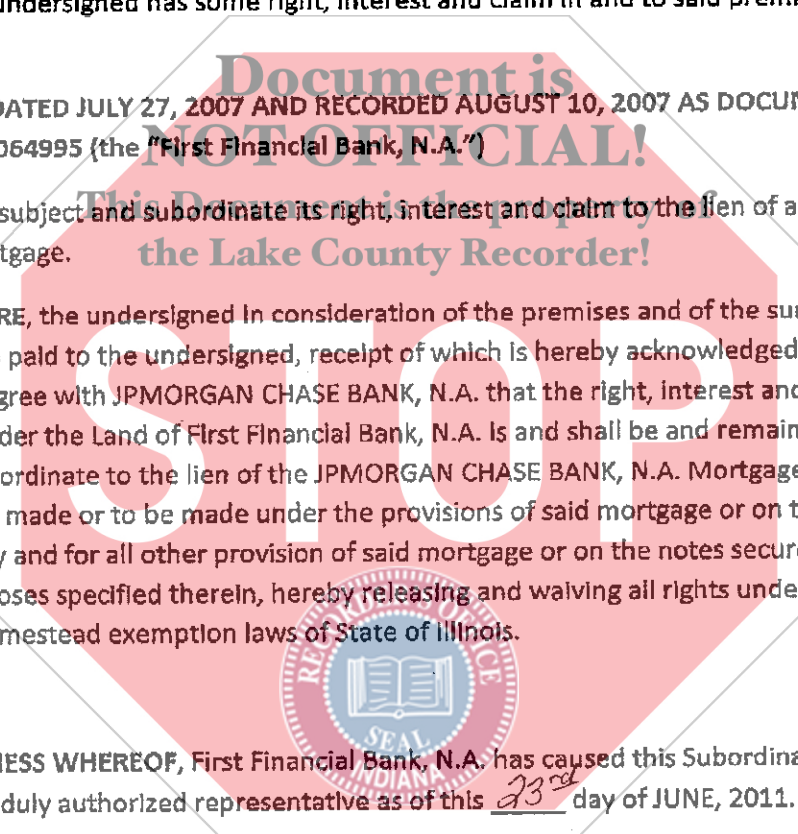 undersigned has some right, interest and claim in and to said premi
Document is
DATED JULY 27, 2007 AND RECORDED AUGUST 10, 2007 AS DOCU
NOT OFFICIAL!
064995 (the "First Financial Bank, N.A.")
This Document is the property of
subject and subordinate its right, interest and claim to the lien of a
the Lake County Recorder!
tgage.
RE, the undersigned in consideration of the premises and of the su
paid to the undersigned, receipt of which is hereby acknowledged
gree with JPMORGAN CHASE BANK, N.A. that the right, interest and
der the Land of First Financial Bank, N.A. is and shall be and remain
ordinate to the lien of the JPMORGAN CHASE BANK, N.A. Mortgage
made or to be made under the provisions of said mortgage or on t
y and for all other provision of said mortgage or on the notes secur
oses specified therein, hereby releasing and waiving all rights unde
mestead exemption laws of State of Illinois.
STOP
RECORDER'S OFFICE
SEAL
INDIANA
NESS WHEREOF, First Financial Bank, N.A. has caused this Subordina
duly authorized representative as of this 23rd day of JUNE, 2011.